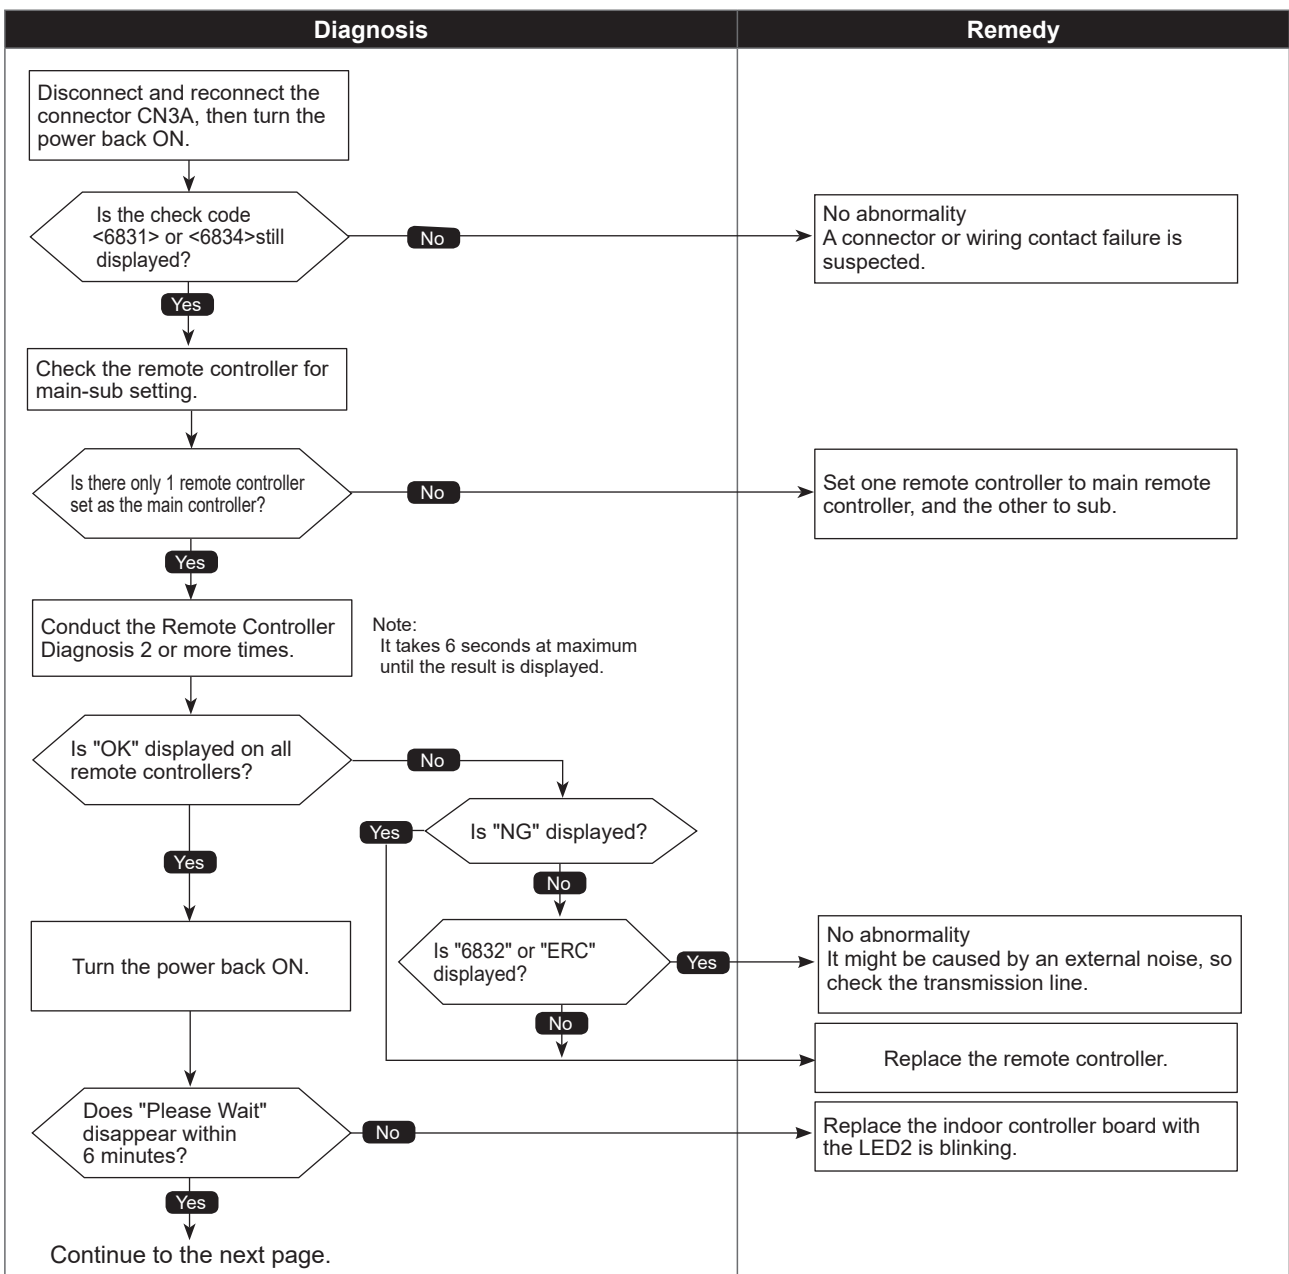 Diagnosis
Remedy
Disconnect and reconnect the
connector CN3A, then turn the
power back ON.
Is the check code
<6831> or <6834>still
displayed?
No
No abnormality
A connector or wiring contact failure is
suspected.
Yes
Check the remote controller for
main-sub setting.
Is there only 1 remote controller
set as the main controller?
No
Set one remote controller to main remote
controller, and the other to sub.
Yes
Conduct the Remote Controller
Diagnosis 2 or more times.
Note:
It takes 6 seconds at maximum
until the result is displayed.
Is "OK" displayed on all
remote controllers?
No
Is "NG" displayed?
Yes
No
Yes
Is "6832" or "ERC"
displayed?
Yes
No abnormality
It might be caused by an external noise, so
check the transmission line.
No
Turn the power back ON.
Replace the remote controller.
Does "Please Wait"
disappear within
6 minutes?
No
Replace the indoor controller board with
the LED2 is blinking.
Yes
Continue to the next page.